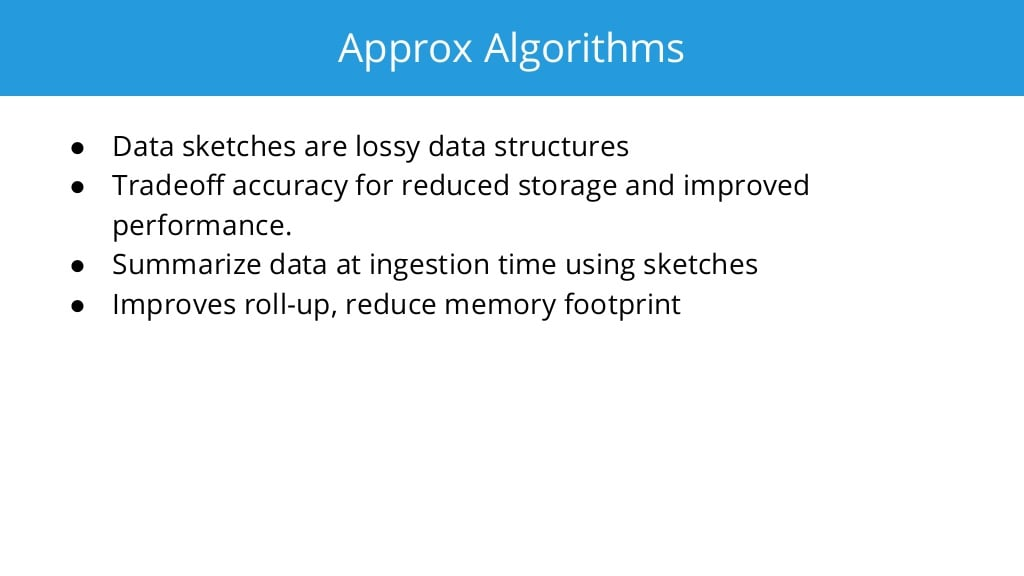 Approx Algorithms
● Data sketches are lossy data structures
● Tradeoff accuracy for reduced storage and improved
performance.
● Summarize data at ingestion time using sketches
● Improves roll-up, reduce memory footprint